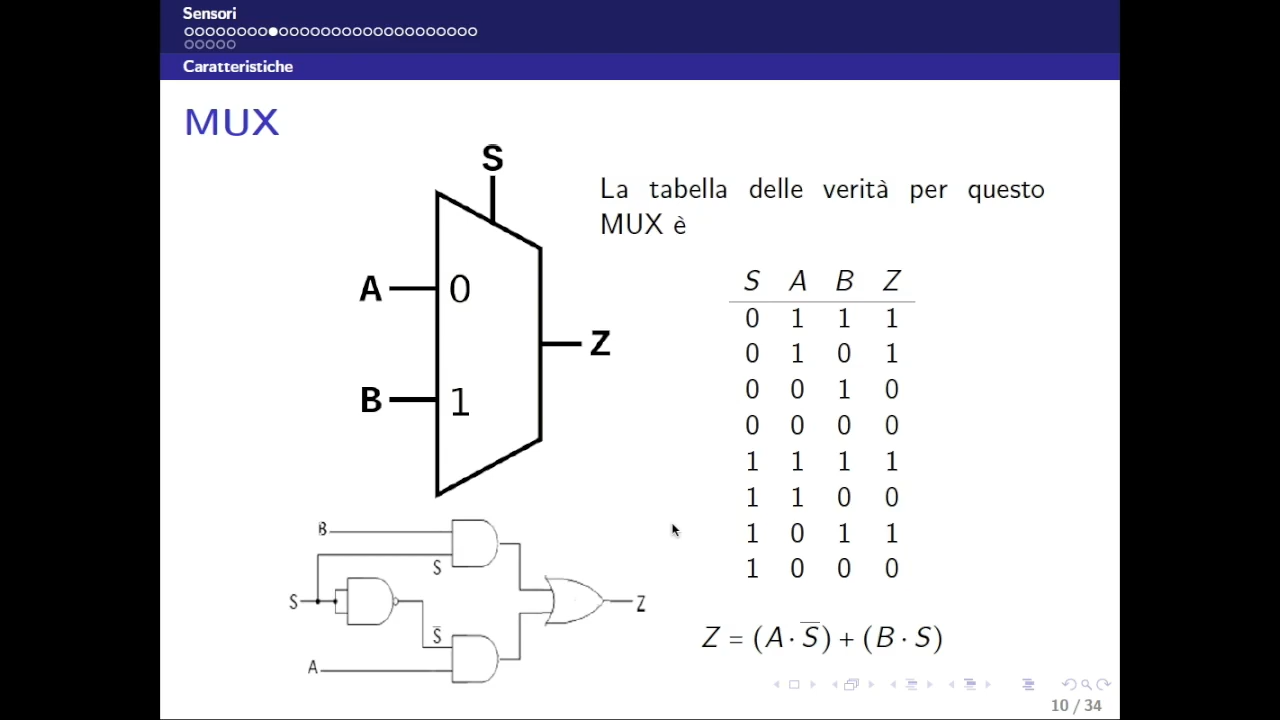 Sensori
Caratteristiche
MUX
S
A
0
B
1
Z
La tabella delle verità per questo
MUX è
S A B Z
0 1 1 1
0 1 0 1
0 0 1 0
0 0 0 0
1 1 1 1
1 1 0 0
1 0 1 1
1 0 0 0
B
S
S
S̅
A
Z
Z = (A · S̅) + (B · S)
10 / 34